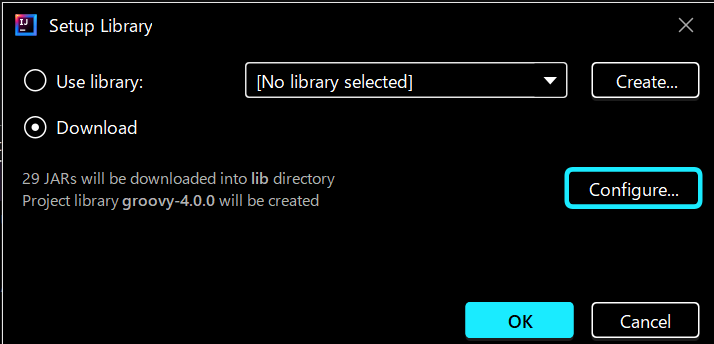 Setup Library
Use library:
[No library selected]
Create...
Download
29 JARs will be downloaded into lib directory
Project library groovy-4.0.0 will be created
Configure...
OK
Cancel